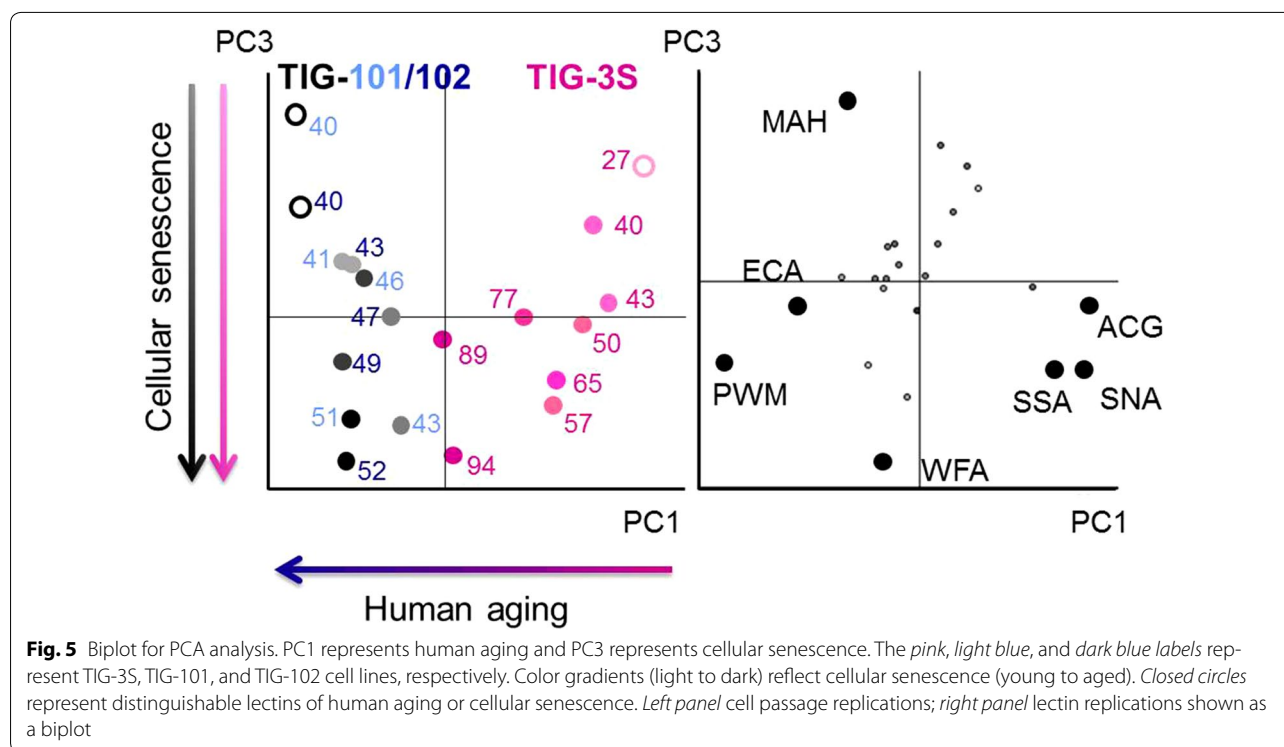 PC3
PC3
TIG-101/102
TIG-3S
Cellular senescence
40
40
41
43
46
47
49
51
43
52
27
40
43
77
50
89
65
57
94
MAH
ECA
PWM
ACG
SSA
SNA
WFA
PC1
PC1
Human aging
Fig. 5 Biplot for PCA analysis. PC1 represents human aging and PC3 represents cellular senescence. The pink, light blue, and dark blue labels rep-
resent TIG-3S, TIG-101, and TIG-102 cell lines, respectively. Color gradients (light to dark) reflect cellular senescence (young to aged). Closed circles
represent distinguishable lectins of human aging or cellular senescence. Left panel cell passage replications; right panel lectin replications shown as
a biplot